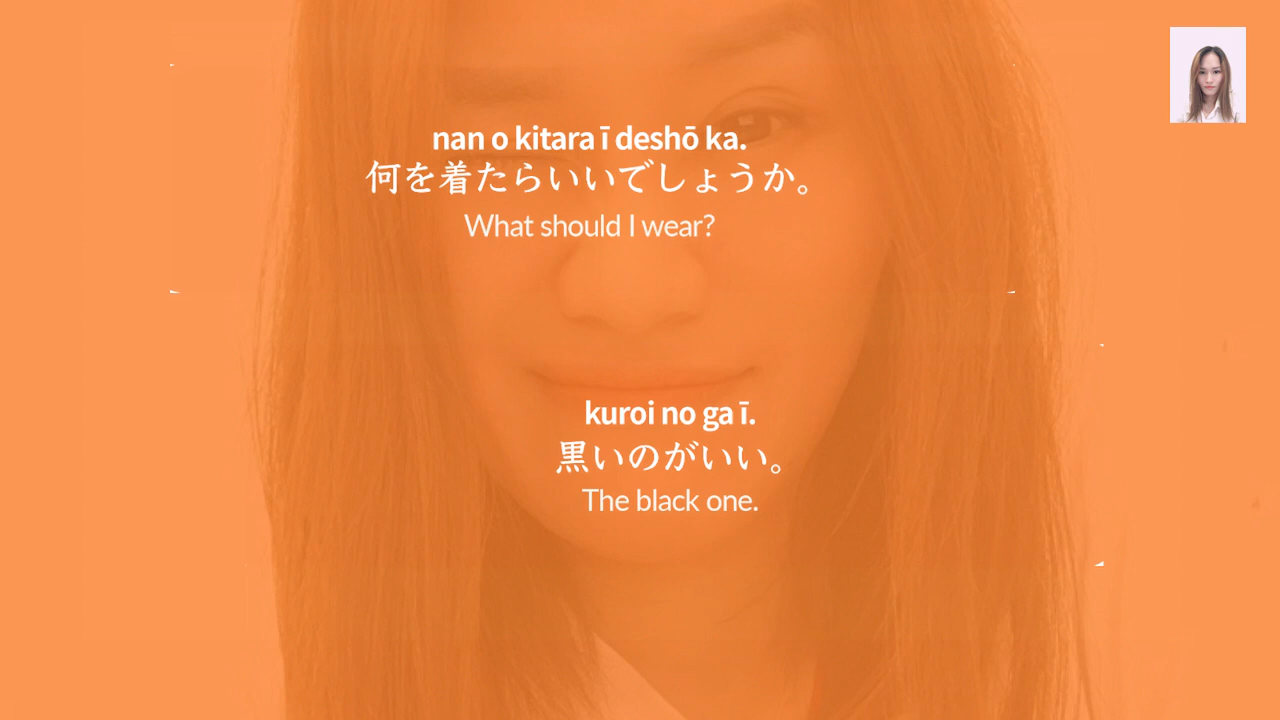 nan o kitara ī deshō ka.
何を着たらいいでしょうか。
What should I wear?
kuroi no ga ī.
黒いのがいい。
The black one.